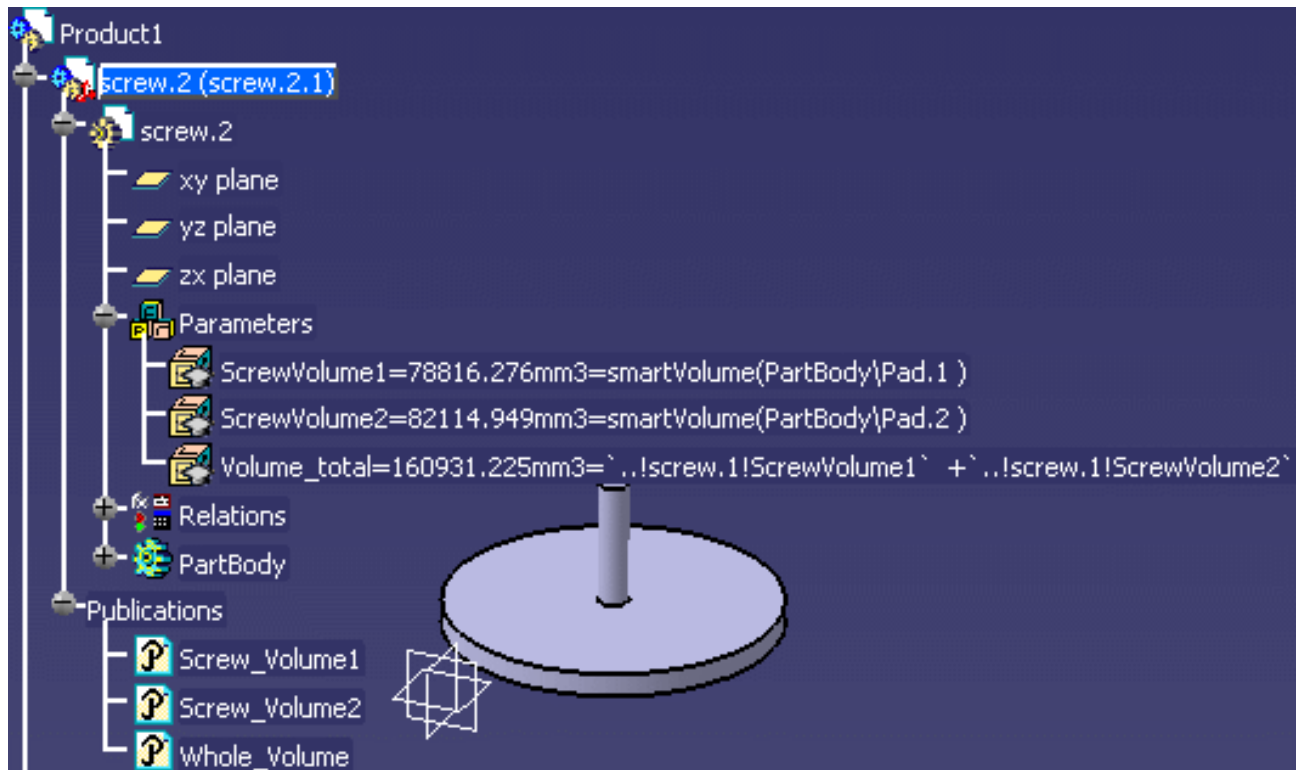 Product1
screw.2 (screw.2.1)
screw.2
xy plane
yz plane
zx plane
Parameters
ScrewVolume1=78816.276mm3=smartVolume(PartBody\Pad.1 )
ScrewVolume2=82114.949mm3=smartVolume(PartBody\Pad.2 )
Volume_total=160931.225mm3=`..!screw.1!ScrewVolume1` +`..!screw.1!ScrewVolume2`
Relations
PartBody
Publications
Screw_Volume1
Screw_Volume2
Whole_Volume